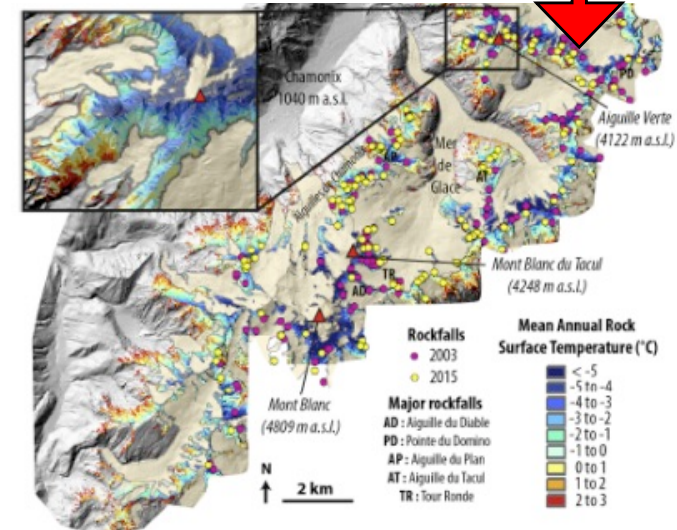 Chamonix
1040 m a.s.l.
PD
Aiguille Verte
(4122 m a.s.l.)
Mer
de
Glace
AP
AT
Aiguilles de Chamonix
Mont Blanc du Tacul
(4248 m a.s.l.)
TR
AD
Mont Blanc
(4809 m a.s.l.)
N
2 km
Rockfalls
2003
2015
Major rockfalls
AD : Aiguille du Diable
PD : Pointe du Domino
AP : Aiguille du Plan
AT : Aiguille du Tacul
TR : Tour Ronde
Mean Annual Rock
Surface Temperature (°C)
< -5
-5 to -4
-4 to -3
-3 to -2
-2 to -1
-1 to 0
0 to 1
1 to 2
2 to 3